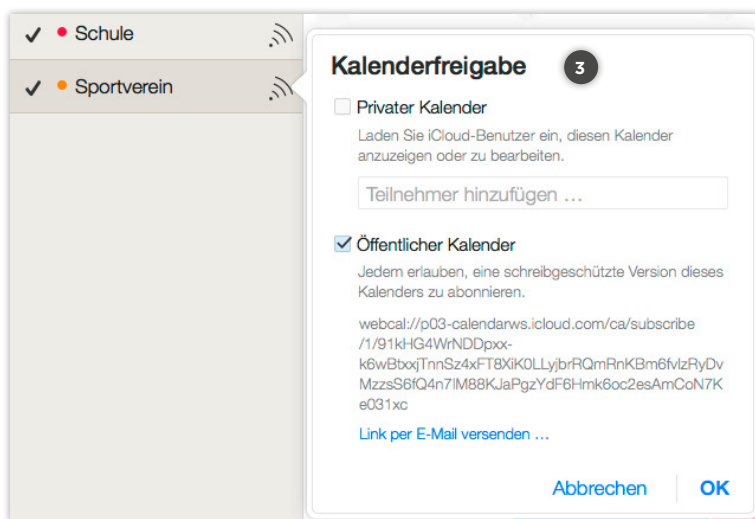 Schule
Sportverein
Kalenderfreigabe 3
Privater Kalender
Laden Sie iCloud-Benutzer ein, diesen Kalender
anzuzeigen oder zu bearbeiten.
Teilnehmer hinzufügen ...
Öffentlicher Kalender
Jedem erlauben, eine schreibgeschützte Version dieses
Kalenders zu abonnieren.
webcal://p03-calendarws.icloud.com/ca/subscribe
/1/91kHG4WrNDDpxx-
k6wBtxxjTnnSz4xFT8XiK0LLyjbrRQmRnKBm6fvlzRyDv
MzzsS6fQ4n7lM88KJaPgzYdF6Hmk6oc2esAmCoN7K
e031xc
Link per E-Mail versenden ...
Abbrechen
OK